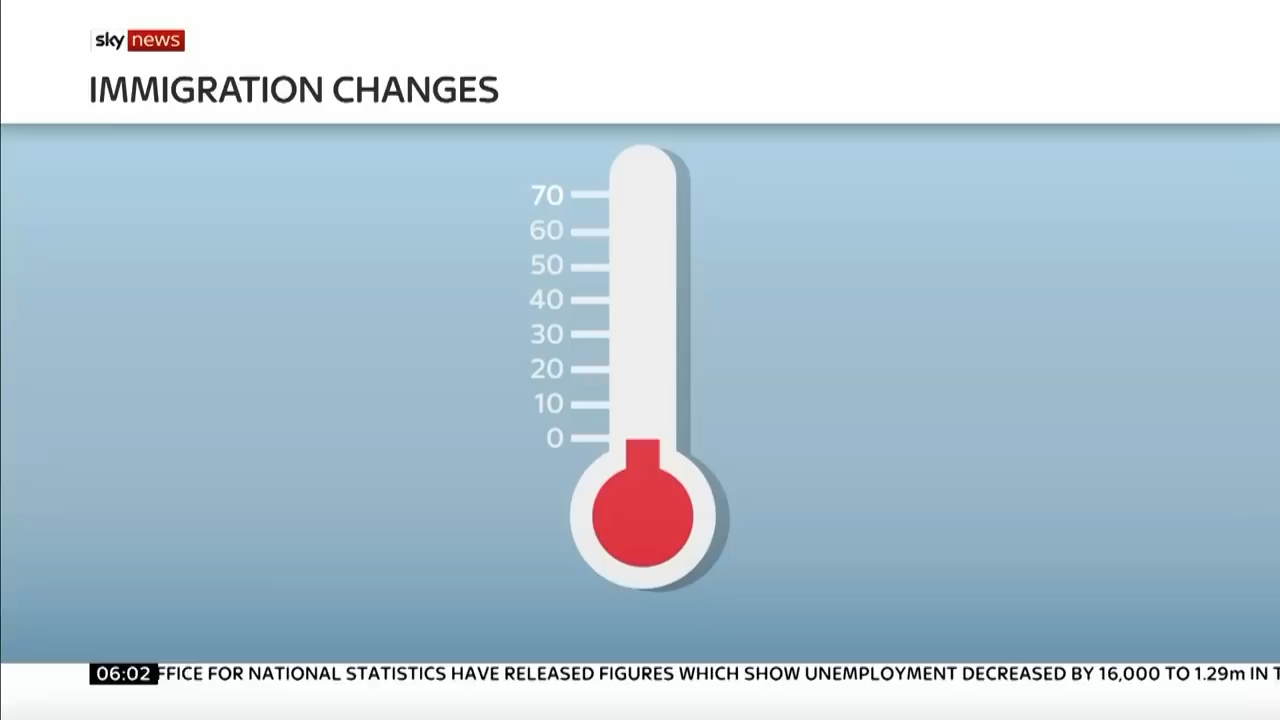 sky news
IMMIGRATION CHANGES
70
60
50
40
30
20
10
0
06:02 FFICE FOR NATIONAL STATISTICS HAVE RELEASED FIGURES WHICH SHOW UNEMPLOYMENT DECREASED BY 16,000 TO 1.29m IN